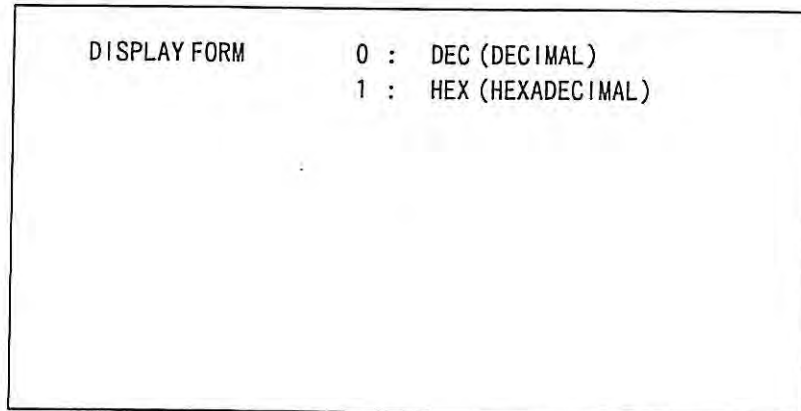 DISPLAY FORM 0 : DEC (DECIMAL)
1 : HEX (HEXADECIMAL)